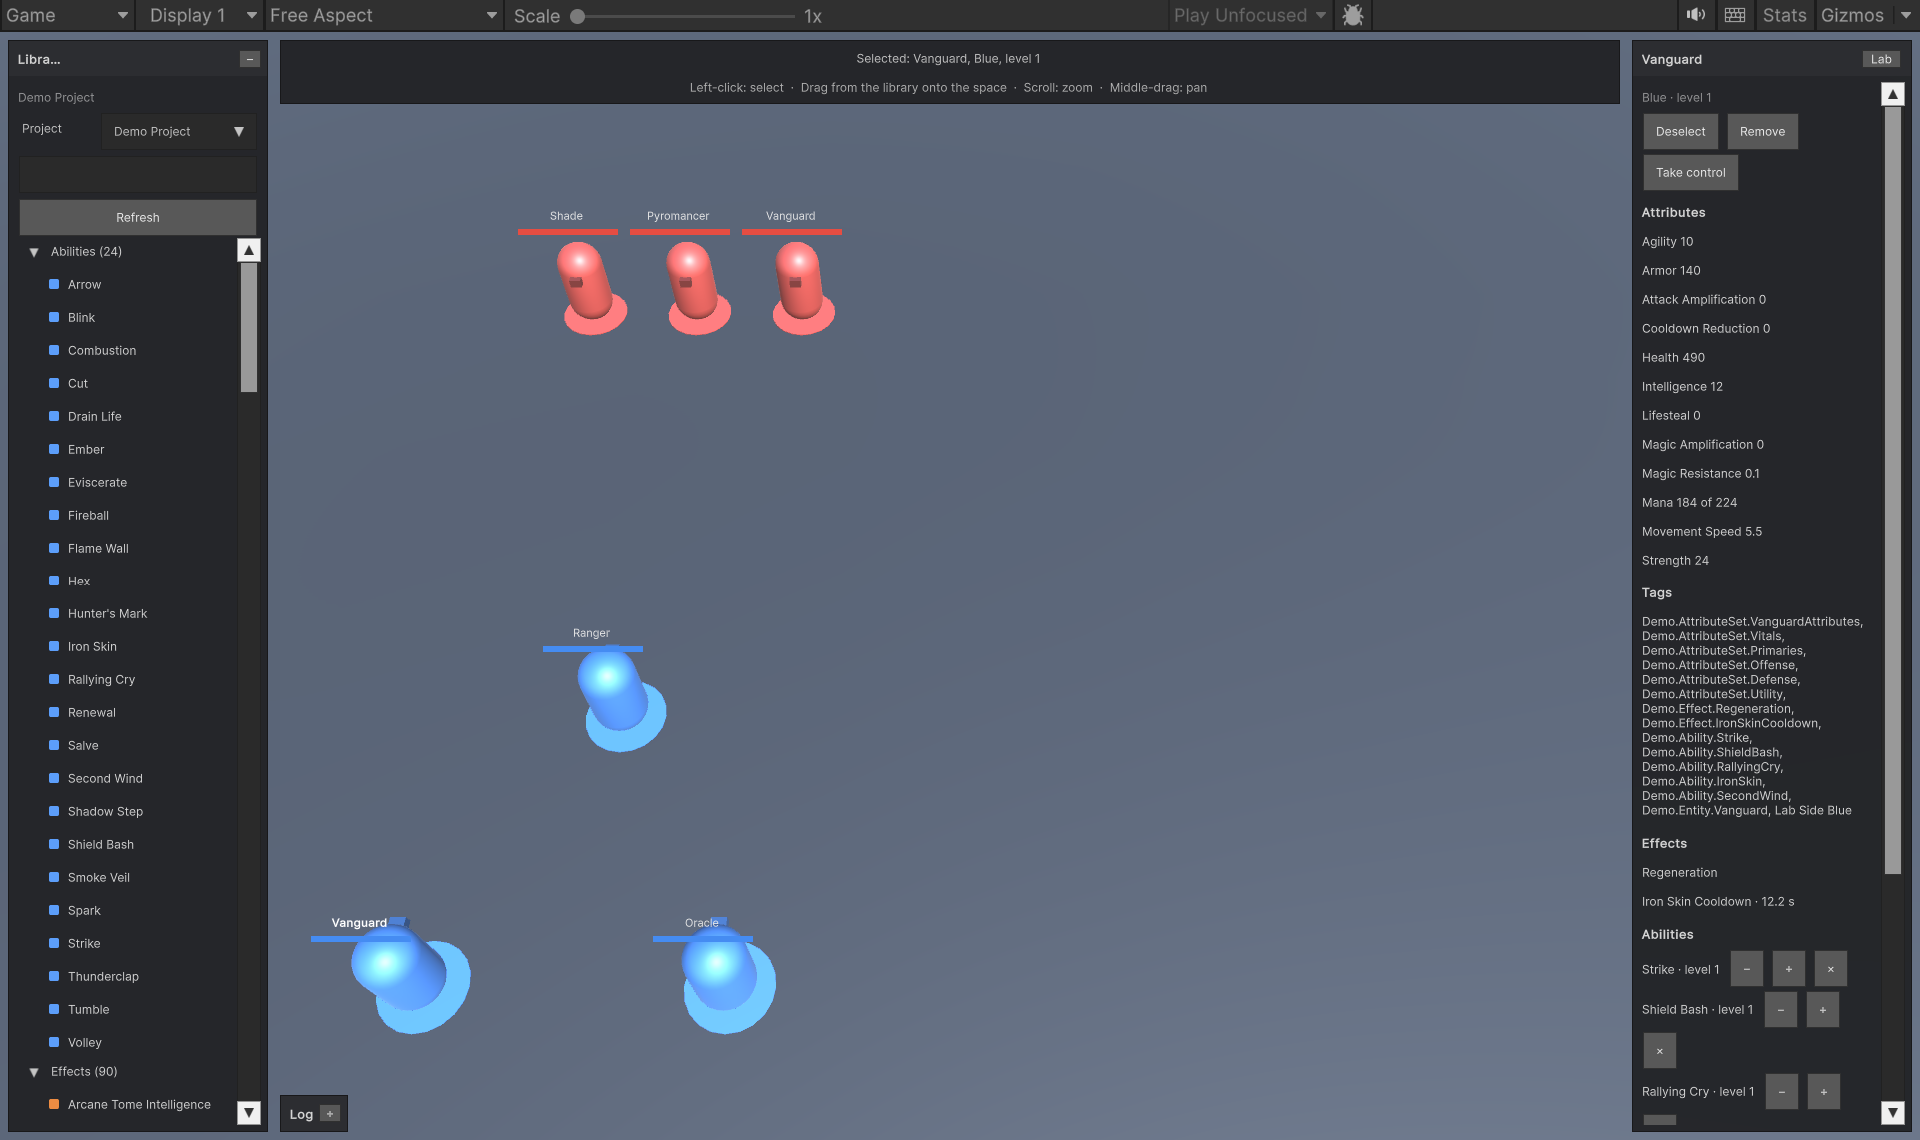 Game
Display 1
Free Aspect
Scale
1x
Play Unfocused
Stats
Gizmos
Libra...
−
Demo Project
Project
Demo Project
Refresh
Abilities (24)
Arrow
Blink
Combustion
Cut
Drain Life
Ember
Eviscerate
Fireball
Flame Wall
Hex
Hunter's Mark
Iron Skin
Rallying Cry
Renewal
Salve
Second Wind
Shadow Step
Shield Bash
Smoke Veil
Spark
Strike
Thunderclap
Tumble
Volley
Effects (90)
Arcane Tome Intelligence
Selected: Vanguard, Blue, level 1
Left-click: select · Drag from the library onto the space · Scroll: zoom · Middle-drag: pan
Shade
Pyromancer
Vanguard
Ranger
Vanguard
Oracle
Log +
Vanguard
Lab
Blue · level 1
Deselect
Remove
Take control
Attributes
Agility 10
Armor 140
Attack Amplification 0
Cooldown Reduction 0
Health 490
Intelligence 12
Lifesteal 0
Magic Amplification 0
Magic Resistance 0.1
Mana 184 of 224
Movement Speed 5.5
Strength 24
Tags
Demo.AttributeSet.VanguardAttributes,
Demo.AttributeSet.Vitals,
Demo.AttributeSet.Primaries,
Demo.AttributeSet.Offense,
Demo.AttributeSet.Defense,
Demo.AttributeSet.Utility,
Demo.Effect.Regeneration,
Demo.Effect.IronSkinCooldown,
Demo.Ability.Strike,
Demo.Ability.ShieldBash,
Demo.Ability.RallyingCry,
Demo.Ability.IronSkin,
Demo.Ability.SecondWind,
Demo.Entity.Vanguard, Lab Side Blue
Effects
Regeneration
Iron Skin Cooldown · 12.2 s
Abilities
Strike · level 1 − + ×
Shield Bash · level 1 − +
×
Rallying Cry · level 1 − +